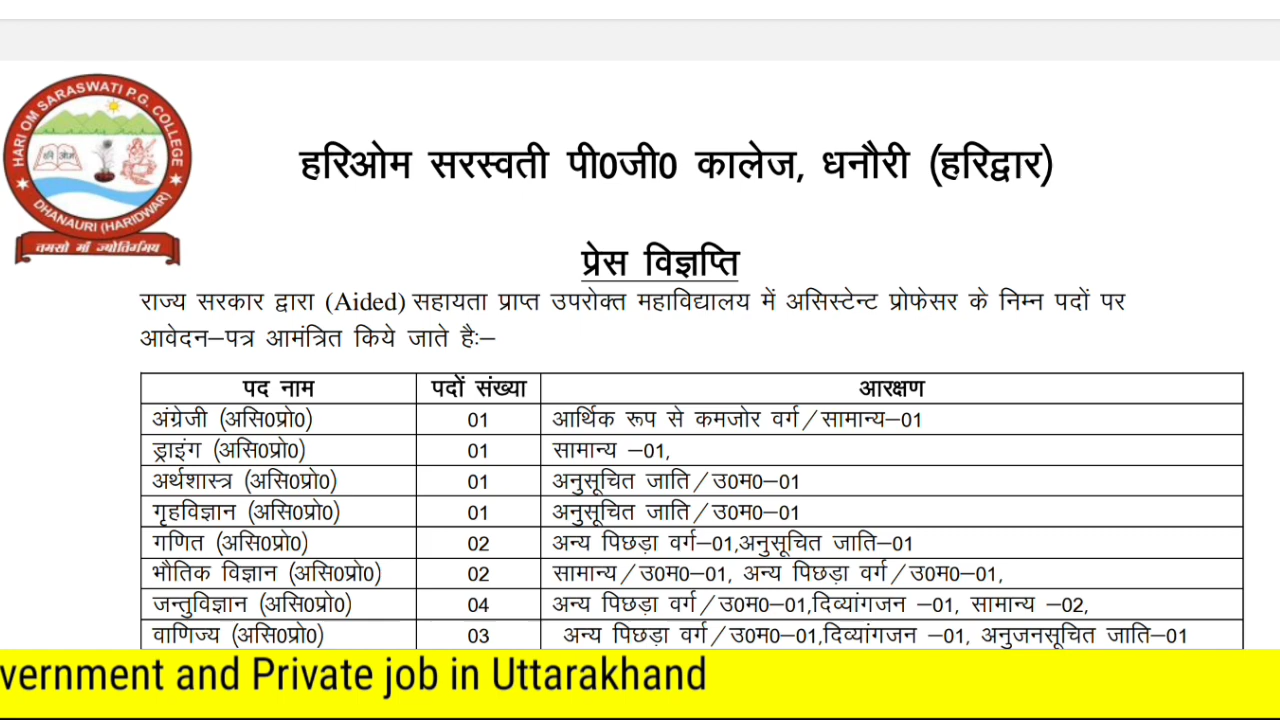 HARI OM SARASWATI P.G. COLLEGE
हरि ओम
DHANAURI (HARIDWAR)
तमसो माँ ज्योतिर्गमय
हरिओम सरस्वती पी0जी0 कालेज, धनौरी (हरिद्वार)
प्रेस विज्ञप्ति
राज्य सरकार द्वारा (Aided) सहायता प्राप्त उपरोक्त महाविद्यालय में असिस्टेन्ट प्रोफेसर के निम्न पदों पर
आवेदन–पत्र आमंत्रित किये जाते हैः–
पद नाम पदों संख्या आरक्षण
अंग्रेजी (असि0प्रो0) 01 आर्थिक रूप से कमजोर वर्ग/सामान्य–01
ड्राइंग (असि0प्रो0) 01 सामान्य –01,
अर्थशास्त्र (असि0प्रो0) 01 अनुसूचित जाति/उ0म0–01
गृहविज्ञान (असि0प्रो0) 01 अनुसूचित जाति/उ0म0–01
गणित (असि0प्रो0) 02 अन्य पिछड़ा वर्ग–01,अनुसूचित जाति–01
भौतिक विज्ञान (असि0प्रो0) 02 सामान्य/उ0म0–01, अन्य पिछड़ा वर्ग/उ0म0–01,
जन्तुविज्ञान (असि0प्रो0) 04 अन्य पिछड़ा वर्ग/उ0म0–01,दिव्यांगजन –01, सामान्य –02,
वाणिज्य (असि0प्रो0) 03 अन्य पिछड़ा वर्ग/उ0म0–01,दिव्यांगजन –01, अनुजनसूचित जाति–01
vernment and Private job in Uttarakhand